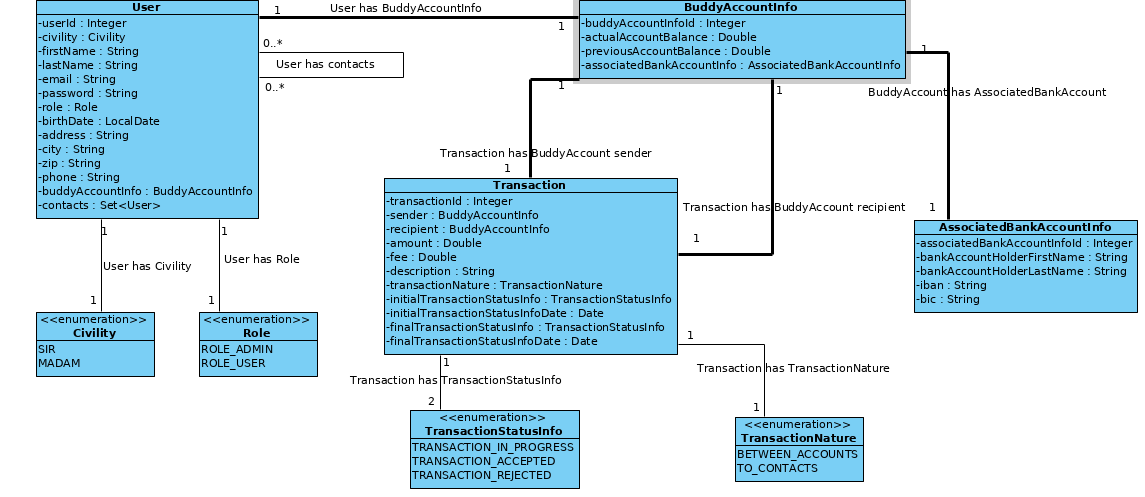 User
-userId : Integer
-civility : Civility
-firstName : String
-lastName : String
-email : String
-password : String
-role : Role
-birthDate : LocalDate
-address : String
-city : String
-zip : String
-phone : String
-buddyAccountInfo : BuddyAccountInfo
-contacts : Set<User>
1
User has BuddyAccountInfo
1
0..*
User has contacts
0..*
BuddyAccountInfo
-buddyAccountInfoId : Integer
-actualAccountBalance : Double
-previousAccountBalance : Double
-associatedBankAccountInfo : AssociatedBankAccountInfo
1
BuddyAccount has AssociatedBankAccount
1
1
Transaction has BuddyAccount sender
1
1
Transaction has BuddyAccount recipient
1
Transaction
-transactionId : Integer
-sender : BuddyAccountInfo
-recipient : BuddyAccountInfo
-amount : Double
-fee : Double
-description : String
-transactionNature : TransactionNature
-initialTransactionStatusInfo : TransactionStatusInfo
-initialTransactionStatusInfoDate : Date
-finalTransactionStatusInfo : TransactionStatusInfo
-finalTransactionStatusInfoDate : Date
AssociatedBankAccountInfo
-associatedBankAccountInfoId : Integer
-bankAccountHolderFirstName : String
-bankAccountHolderLastName : String
-iban : String
-bic : String
1
User has Civility
1
1
User has Role
1
<<enumeration>>
Civility
SIR
MADAM
<<enumeration>>
Role
ROLE_ADMIN
ROLE_USER
1
Transaction has TransactionStatusInfo
2
1
Transaction has TransactionNature
1
<<enumeration>>
TransactionStatusInfo
TRANSACTION_IN_PROGRESS
TRANSACTION_ACCEPTED
TRANSACTION_REJECTED
<<enumeration>>
TransactionNature
BETWEEN_ACCOUNTS
TO_CONTACTS